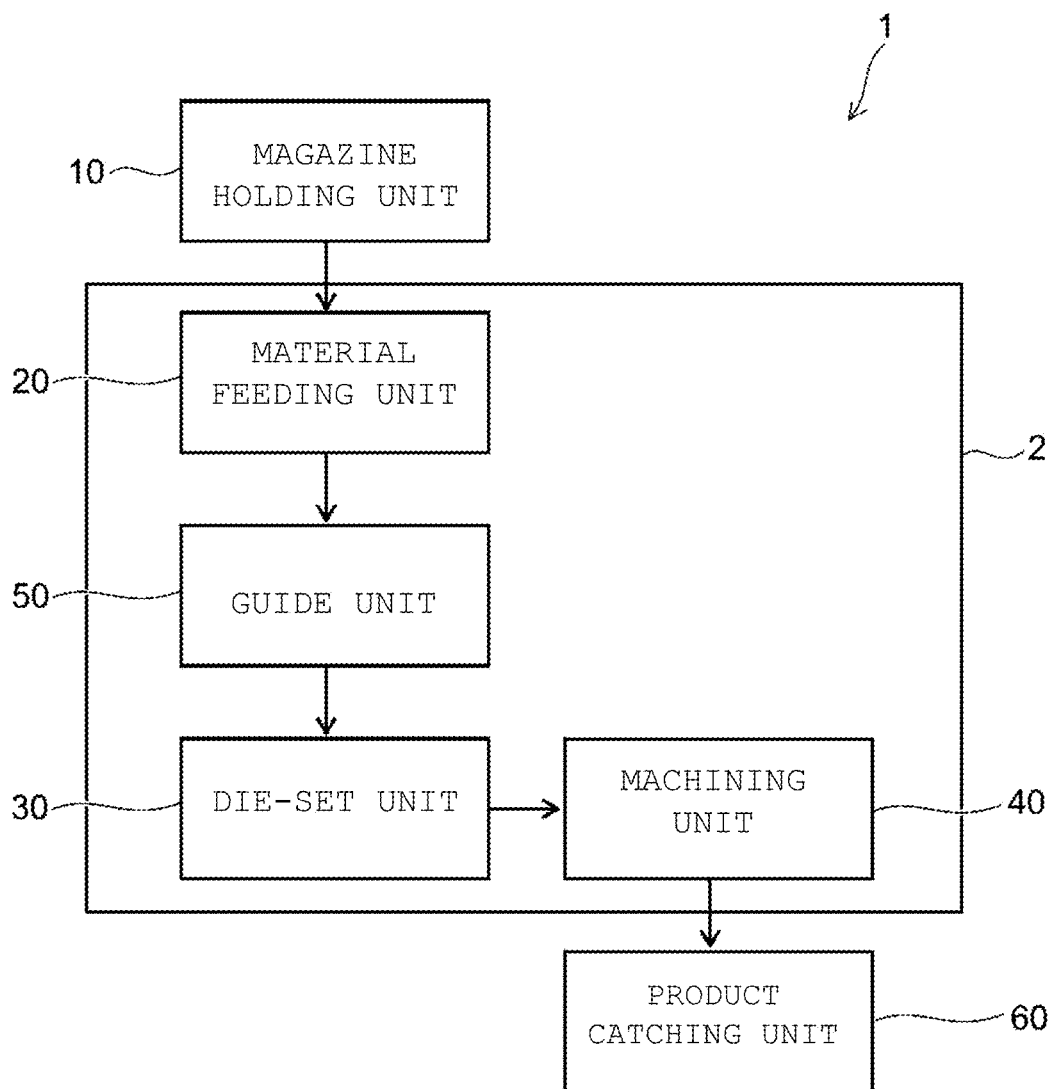 1
MAGAZINE
HOLDING UNIT
10
MATERIAL
FEEDING UNIT
20
2
GUIDE UNIT
50
DIE-SET UNIT
30
MACHINING
UNIT
40
PRODUCT
CATCHING UNIT
60